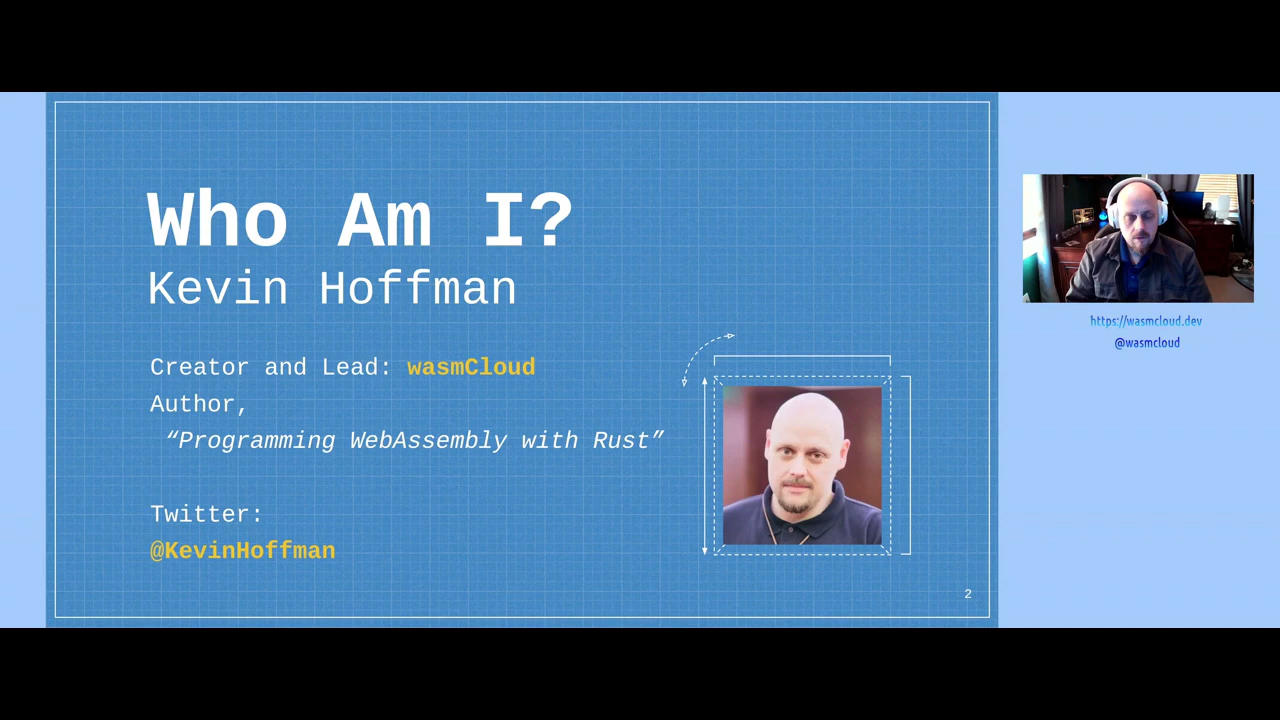 Who Am I?
Kevin Hoffman
Creator and Lead: wasmCloud
Author,
“Programming WebAssembly with Rust”
Twitter:
@KevinHoffman
2
https://wasmcloud.dev
@wasmcloud